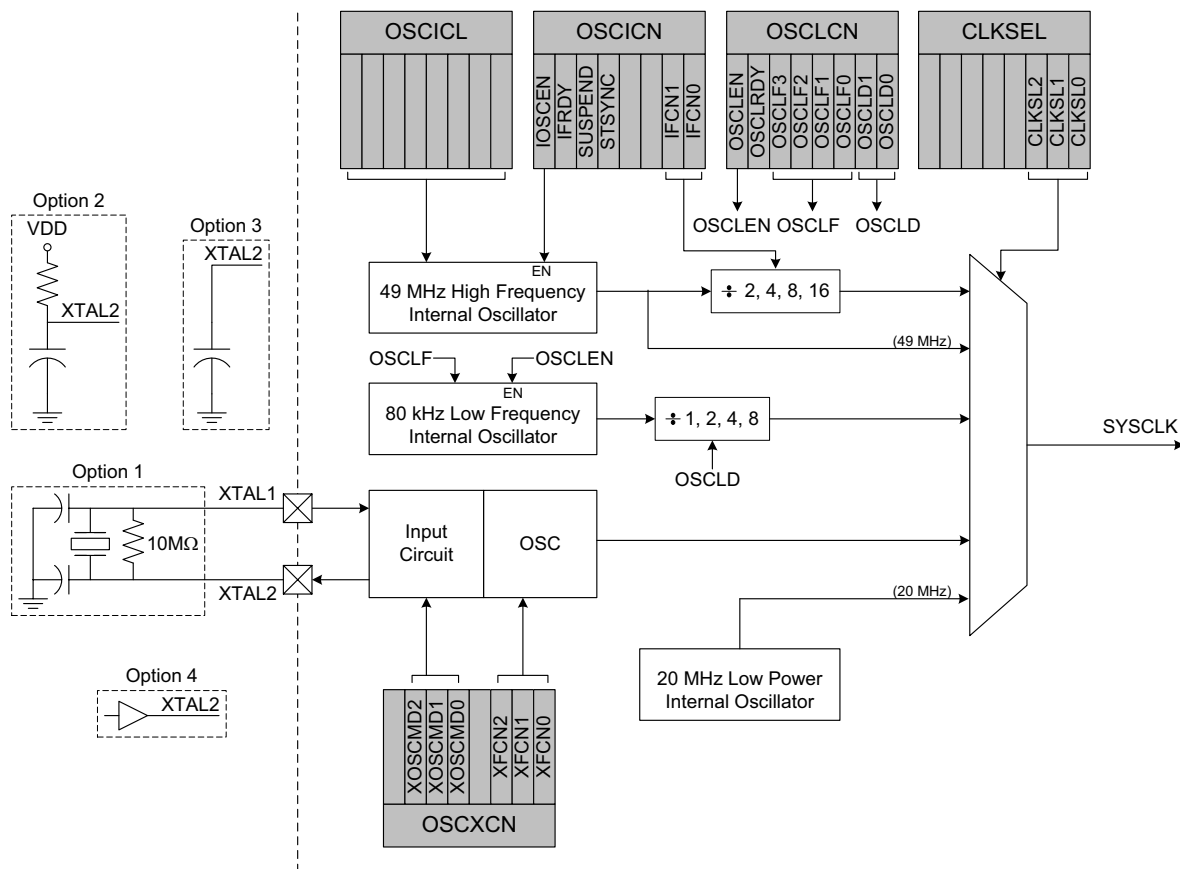 OSCICL
OSCICN
OSCLCN
CLKSEL
IOSCEN
IFRDY
SUSPEND
STSYNC
IFCN1
IFCN0
OSCLEN
OSCLRDY
OSCLF3
OSCLF2
OSCLF1
OSCLF0
OSCLD1
OSCLD0
CLKSL2
CLKSL1
CLKSL0
OSCLEN
OSCLF
OSCLD
Option 2
VDD
XTAL2
Option 3
XTAL2
EN
49 MHz High Frequency
Internal Oscillator
÷ 2, 4, 8, 16
(49 MHz)
OSCLF
OSCLEN
EN
80 kHz Low Frequency
Internal Oscillator
÷ 1, 2, 4, 8
OSCLD
SYSCLK
Option 1
XTAL1
10MΩ
XTAL2
Input
Circuit
OSC
(20 MHz)
20 MHz Low Power
Internal Oscillator
Option 4
XTAL2
XOSCMD2
XOSCMD1
XOSCMD0
XFCN2
XFCN1
XFCN0
OSCXCN